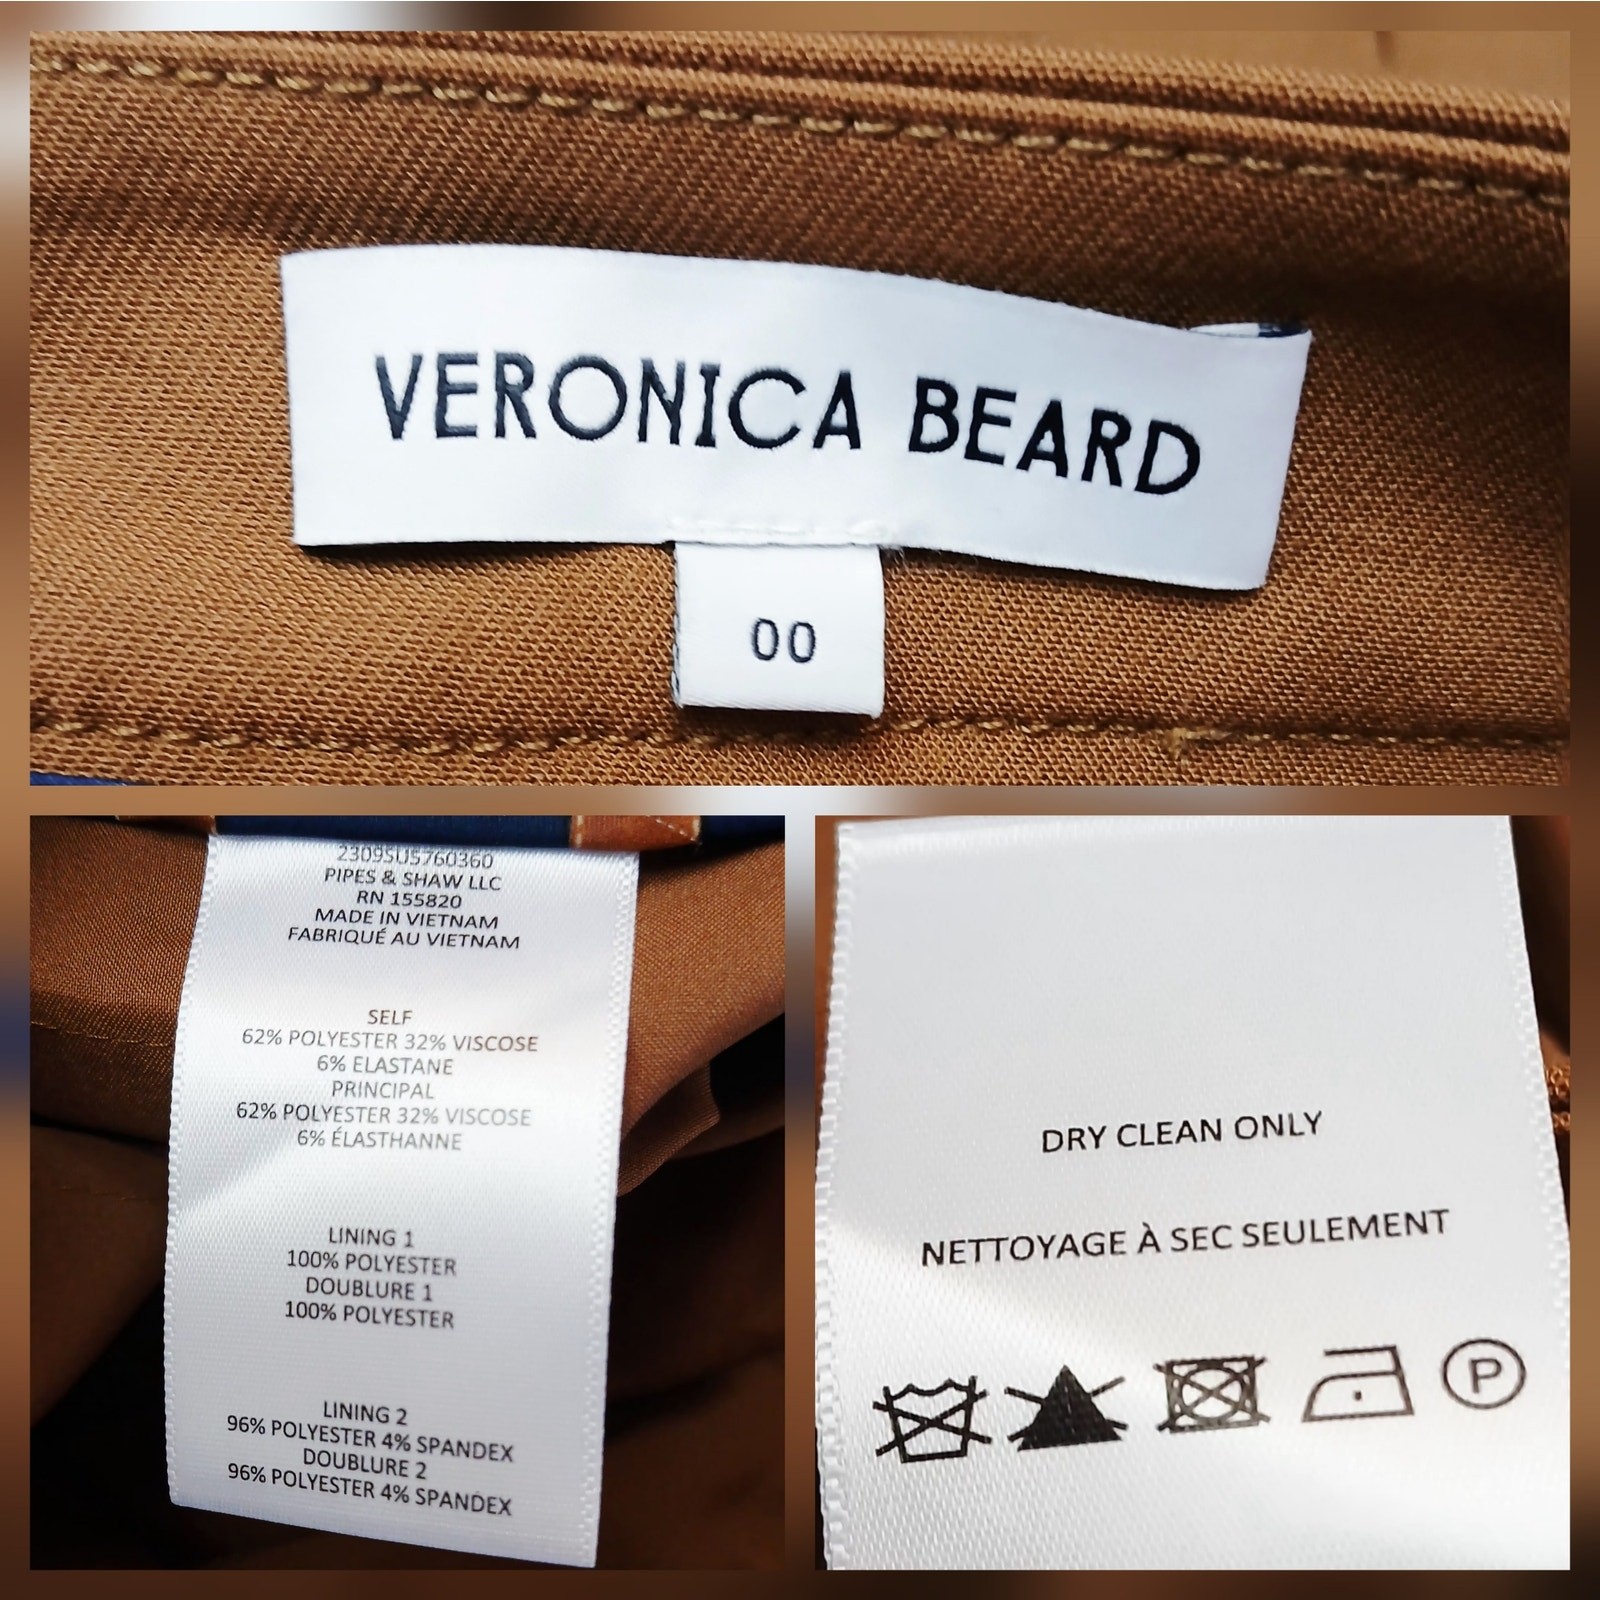 VERONICA BEARD
00
2309SU5760360
PIPES & SHAW LLC
RN 155820
MADE IN VIETNAM
FABRIQUÉ AU VIETNAM
SELF
62% POLYESTER 32% VISCOSE
6% ELASTANE
PRINCIPAL
62% POLYESTER 32% VISCOSE
6% ÉLASTHANNE
LINING 1
100% POLYESTER
DOUBLURE 1
100% POLYESTER
LINING 2
96% POLYESTER 4% SPANDEX
DOUBLURE 2
96% POLYESTER 4% SPANDEX
DRY CLEAN ONLY
NETTOYAGE À SEC SEULEMENT
P